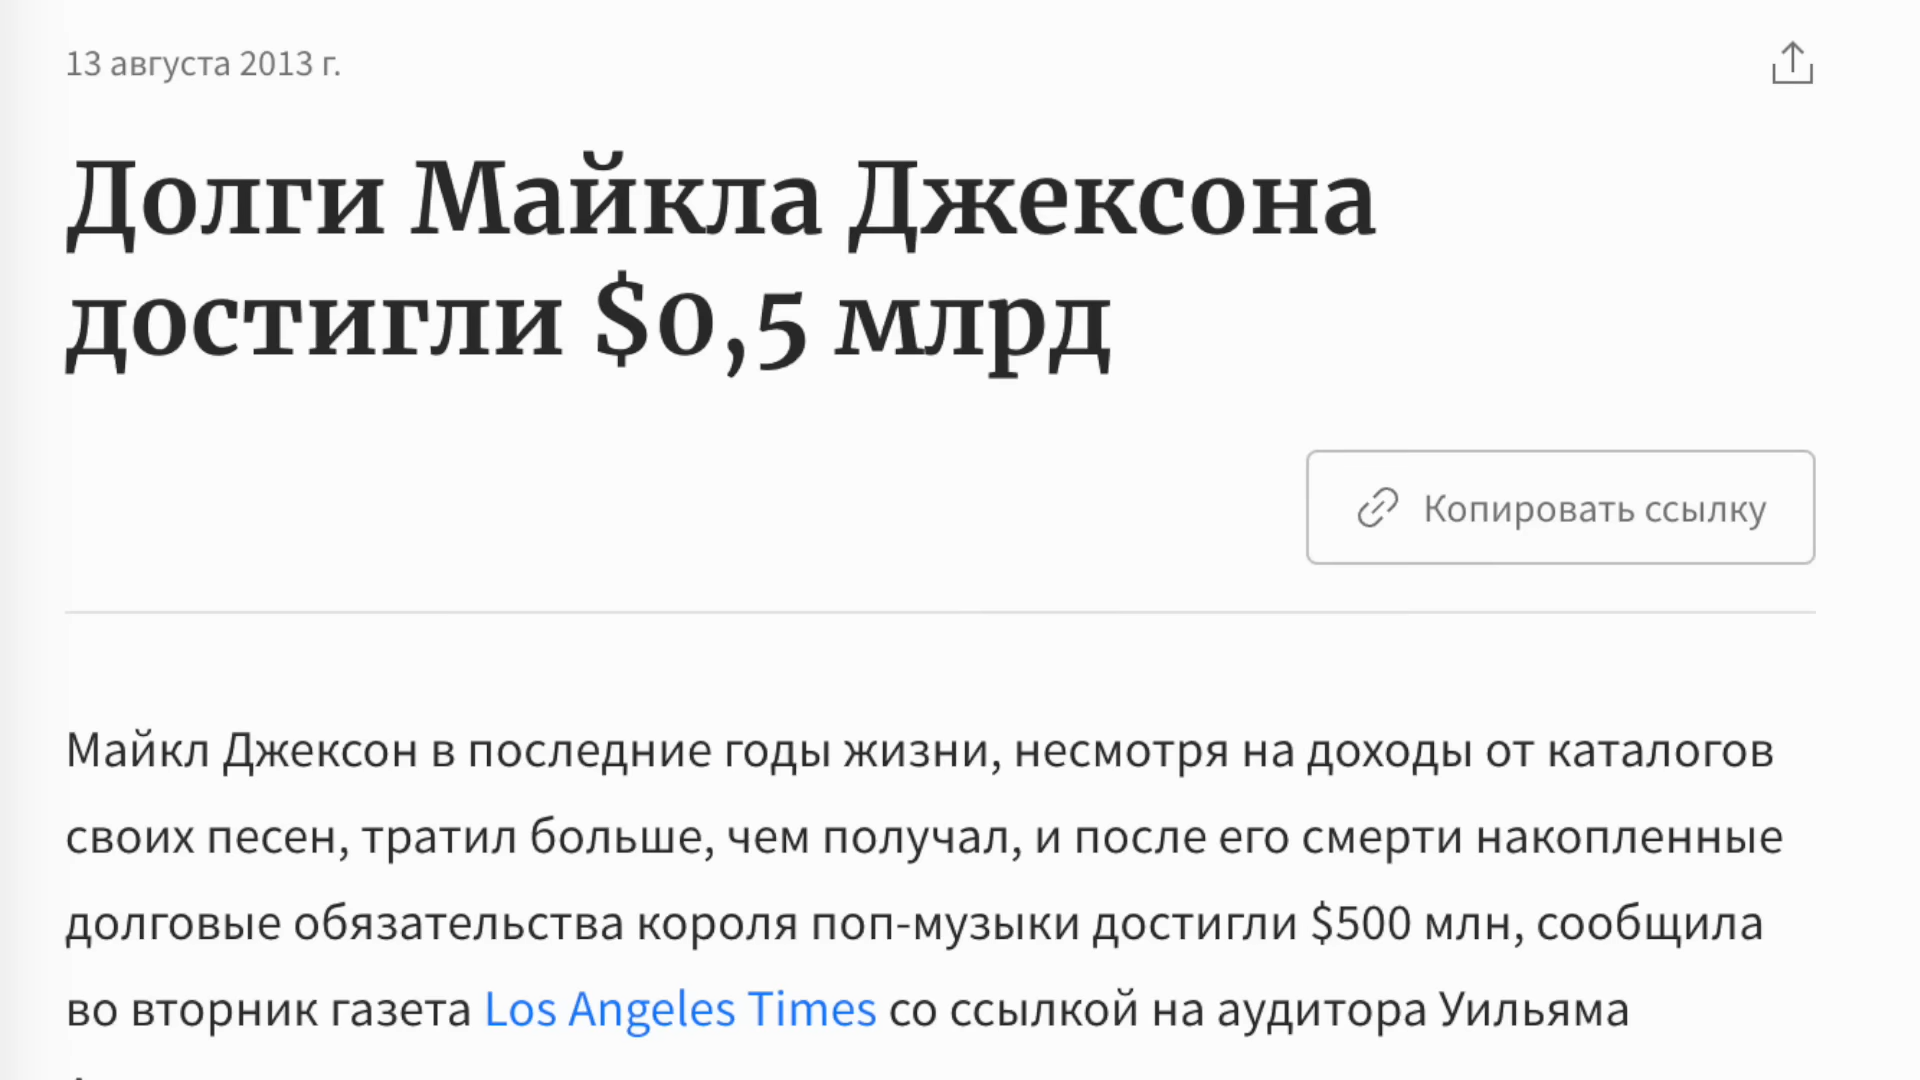 13 августа 2013 г.
Долги Майкла Джексона
достигли $0,5 млрд
Копировать ссылку
Майкл Джексон в последние годы жизни, несмотря на доходы от каталогов
своих песен, тратил больше, чем получал, и после его смерти накопленные
долговые обязательства короля поп-музыки достигли $500 млн, сообщила
во вторник газета Los Angeles Times со ссылкой на аудитора Уильяма